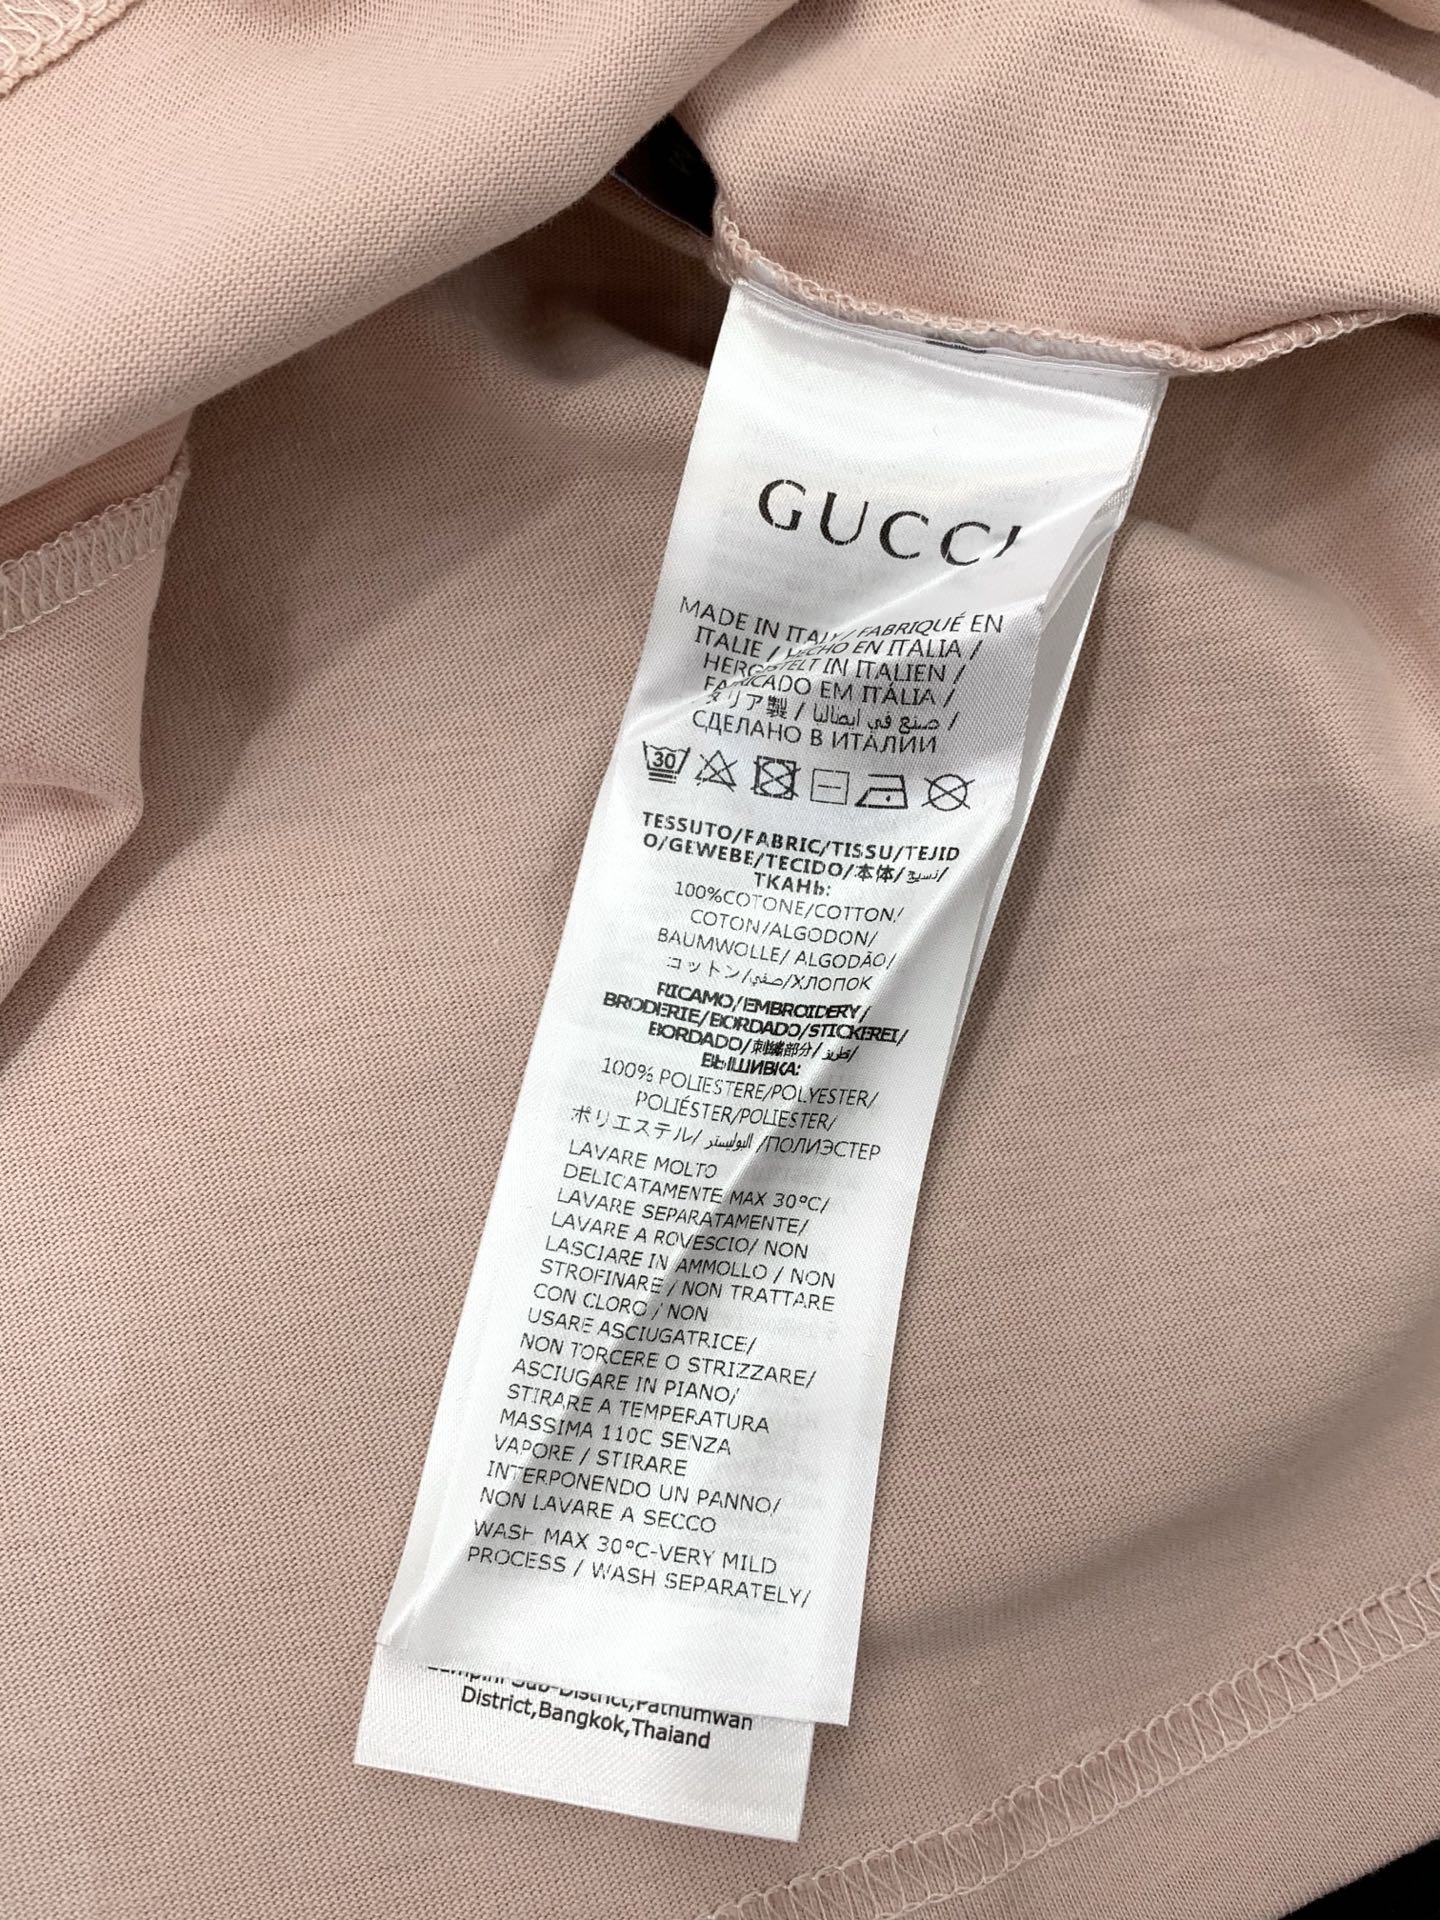 GUCCI
MADE IN ITALY / FABRIQUÉ EN
ITALIE / HECHO EN ITALIA /
HERGESTELT IN ITALIEN /
FABRICADO EM ITÁLIA /
タリア製 / صنع في ايطاليا /
СДЕЛАНО В ИТАЛИИ
30
TESSUTO/FABRIC/TISSU/TEJID
O/GEWEBE/TECIDO/本体/نسيج/
ТКАНЬ:
100%COTONE/COTTON/
COTON/ALGODON/
BAUMWOLLE/ ALGODÃO/
コットン/صفي/ХЛОПОК
RICAMO/EMBROIDERY/
BRODERIE/BORDADO/STICKEREI/
BORDADO/刺繍部分/تطريز/
ВЫШИВКА:
100% POLIESTERE/POLYESTER/
POLIÉSTER/POLIESTER/
ポリエステル/البوليستر/ПОЛИЭСТЕР
LAVARE MOLTO
DELICATAMENTE MAX 30°C/
LAVARE SEPARATAMENTE/
LAVARE A ROVESCIO/ NON
LASCIARE IN AMMOLLO / NON
STROFINARE / NON TRATTARE
CON CLORO / NON
USARE ASCIUGATRICE/
NON TORCERE O STRIZZARE/
ASCIUGARE IN PIANO/
STIRARE A TEMPERATURA
MASSIMA 110C SENZA
VAPORE / STIRARE
INTERPONENDO UN PANNO/
NON LAVARE A SECCO
WASH MAX 30°C-VERY MILD
PROCESS / WASH SEPARATELY/
Sub-District,Pathumwan
District,Bangkok,Thaiand